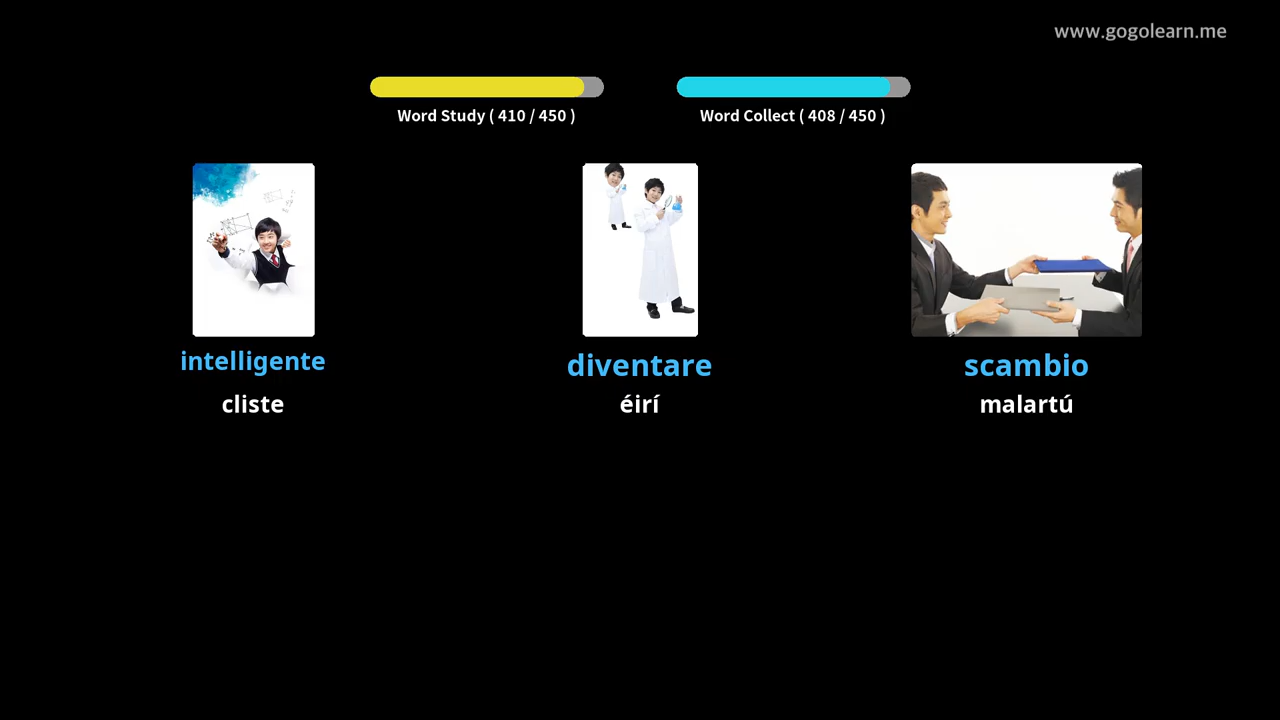 www.gogolearn.me
Word Study ( 410 / 450 )
Word Collect ( 408 / 450 )
intelligente
cliste
diventare
éirí
scambio
malartú